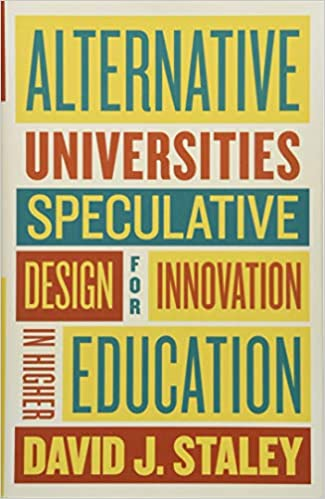 ALTERNATIVE
UNIVERSITIES
SPECULATIVE
DESIGN FOR INNOVATION
IN HIGHER
EDUCATION
DAVID J. STALEY